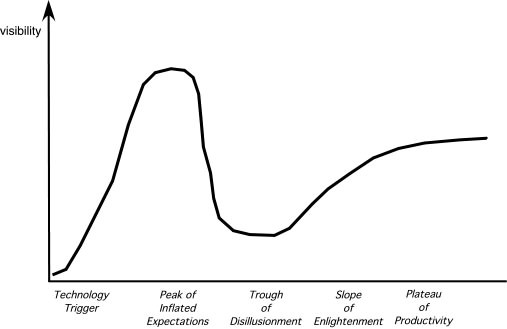 visibility
Technology
Trigger
Peak of
Inflated
Expectations
Trough
of
Disillusionment
Slope
of
Enlightenment
Plateau
of
Productivity